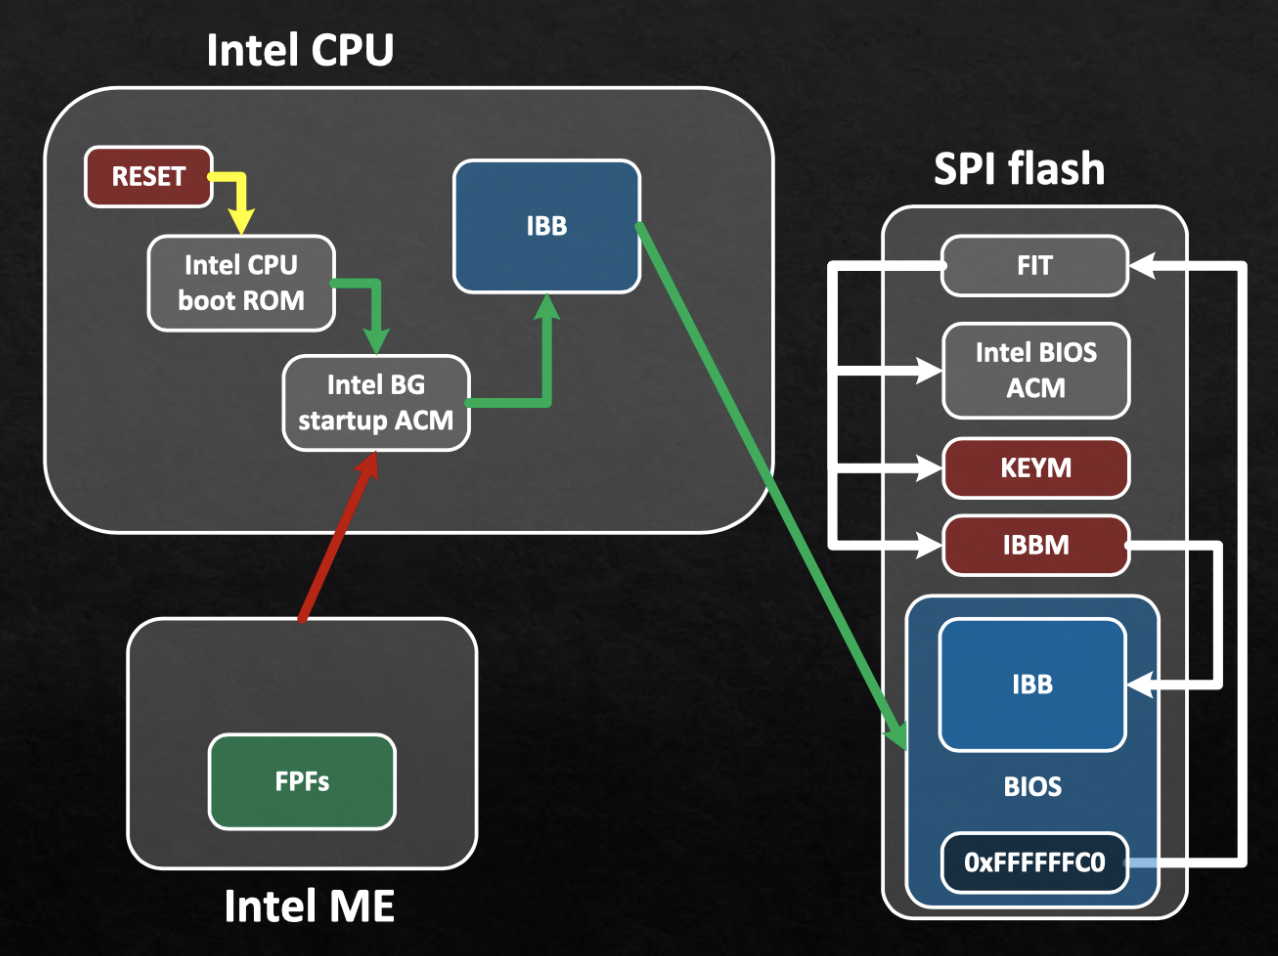 Intel CPU
RESET
Intel CPU
boot ROM
Intel BG
startup ACM
IBB
FPFs
Intel ME
SPI flash
FIT
Intel BIOS
ACM
KEYM
IBBM
IBB
BIOS
0xFFFFFFC0